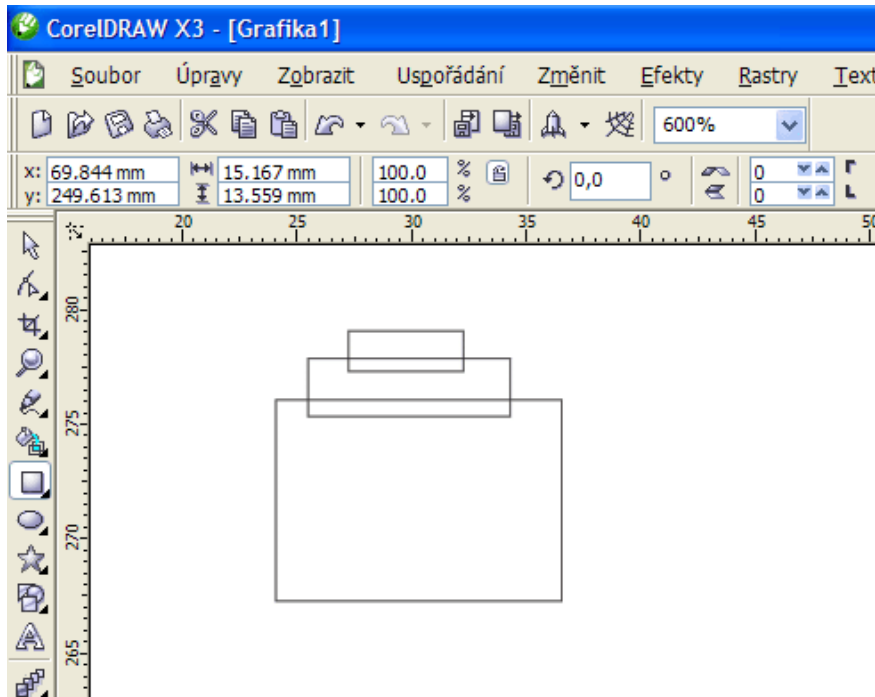 CorelDRAW X3 - [Grafika1]
Soubor Úpravy Zobrazit Uspořádání Změnit Efekty Rastry Text
600%
x: 69.844 mm 15.167 mm 100.0 % 0,0 ° 0
y: 249.613 mm 13.559 mm 100.0 % 0
20 25 30 35 40 45 50
280
275
270
265